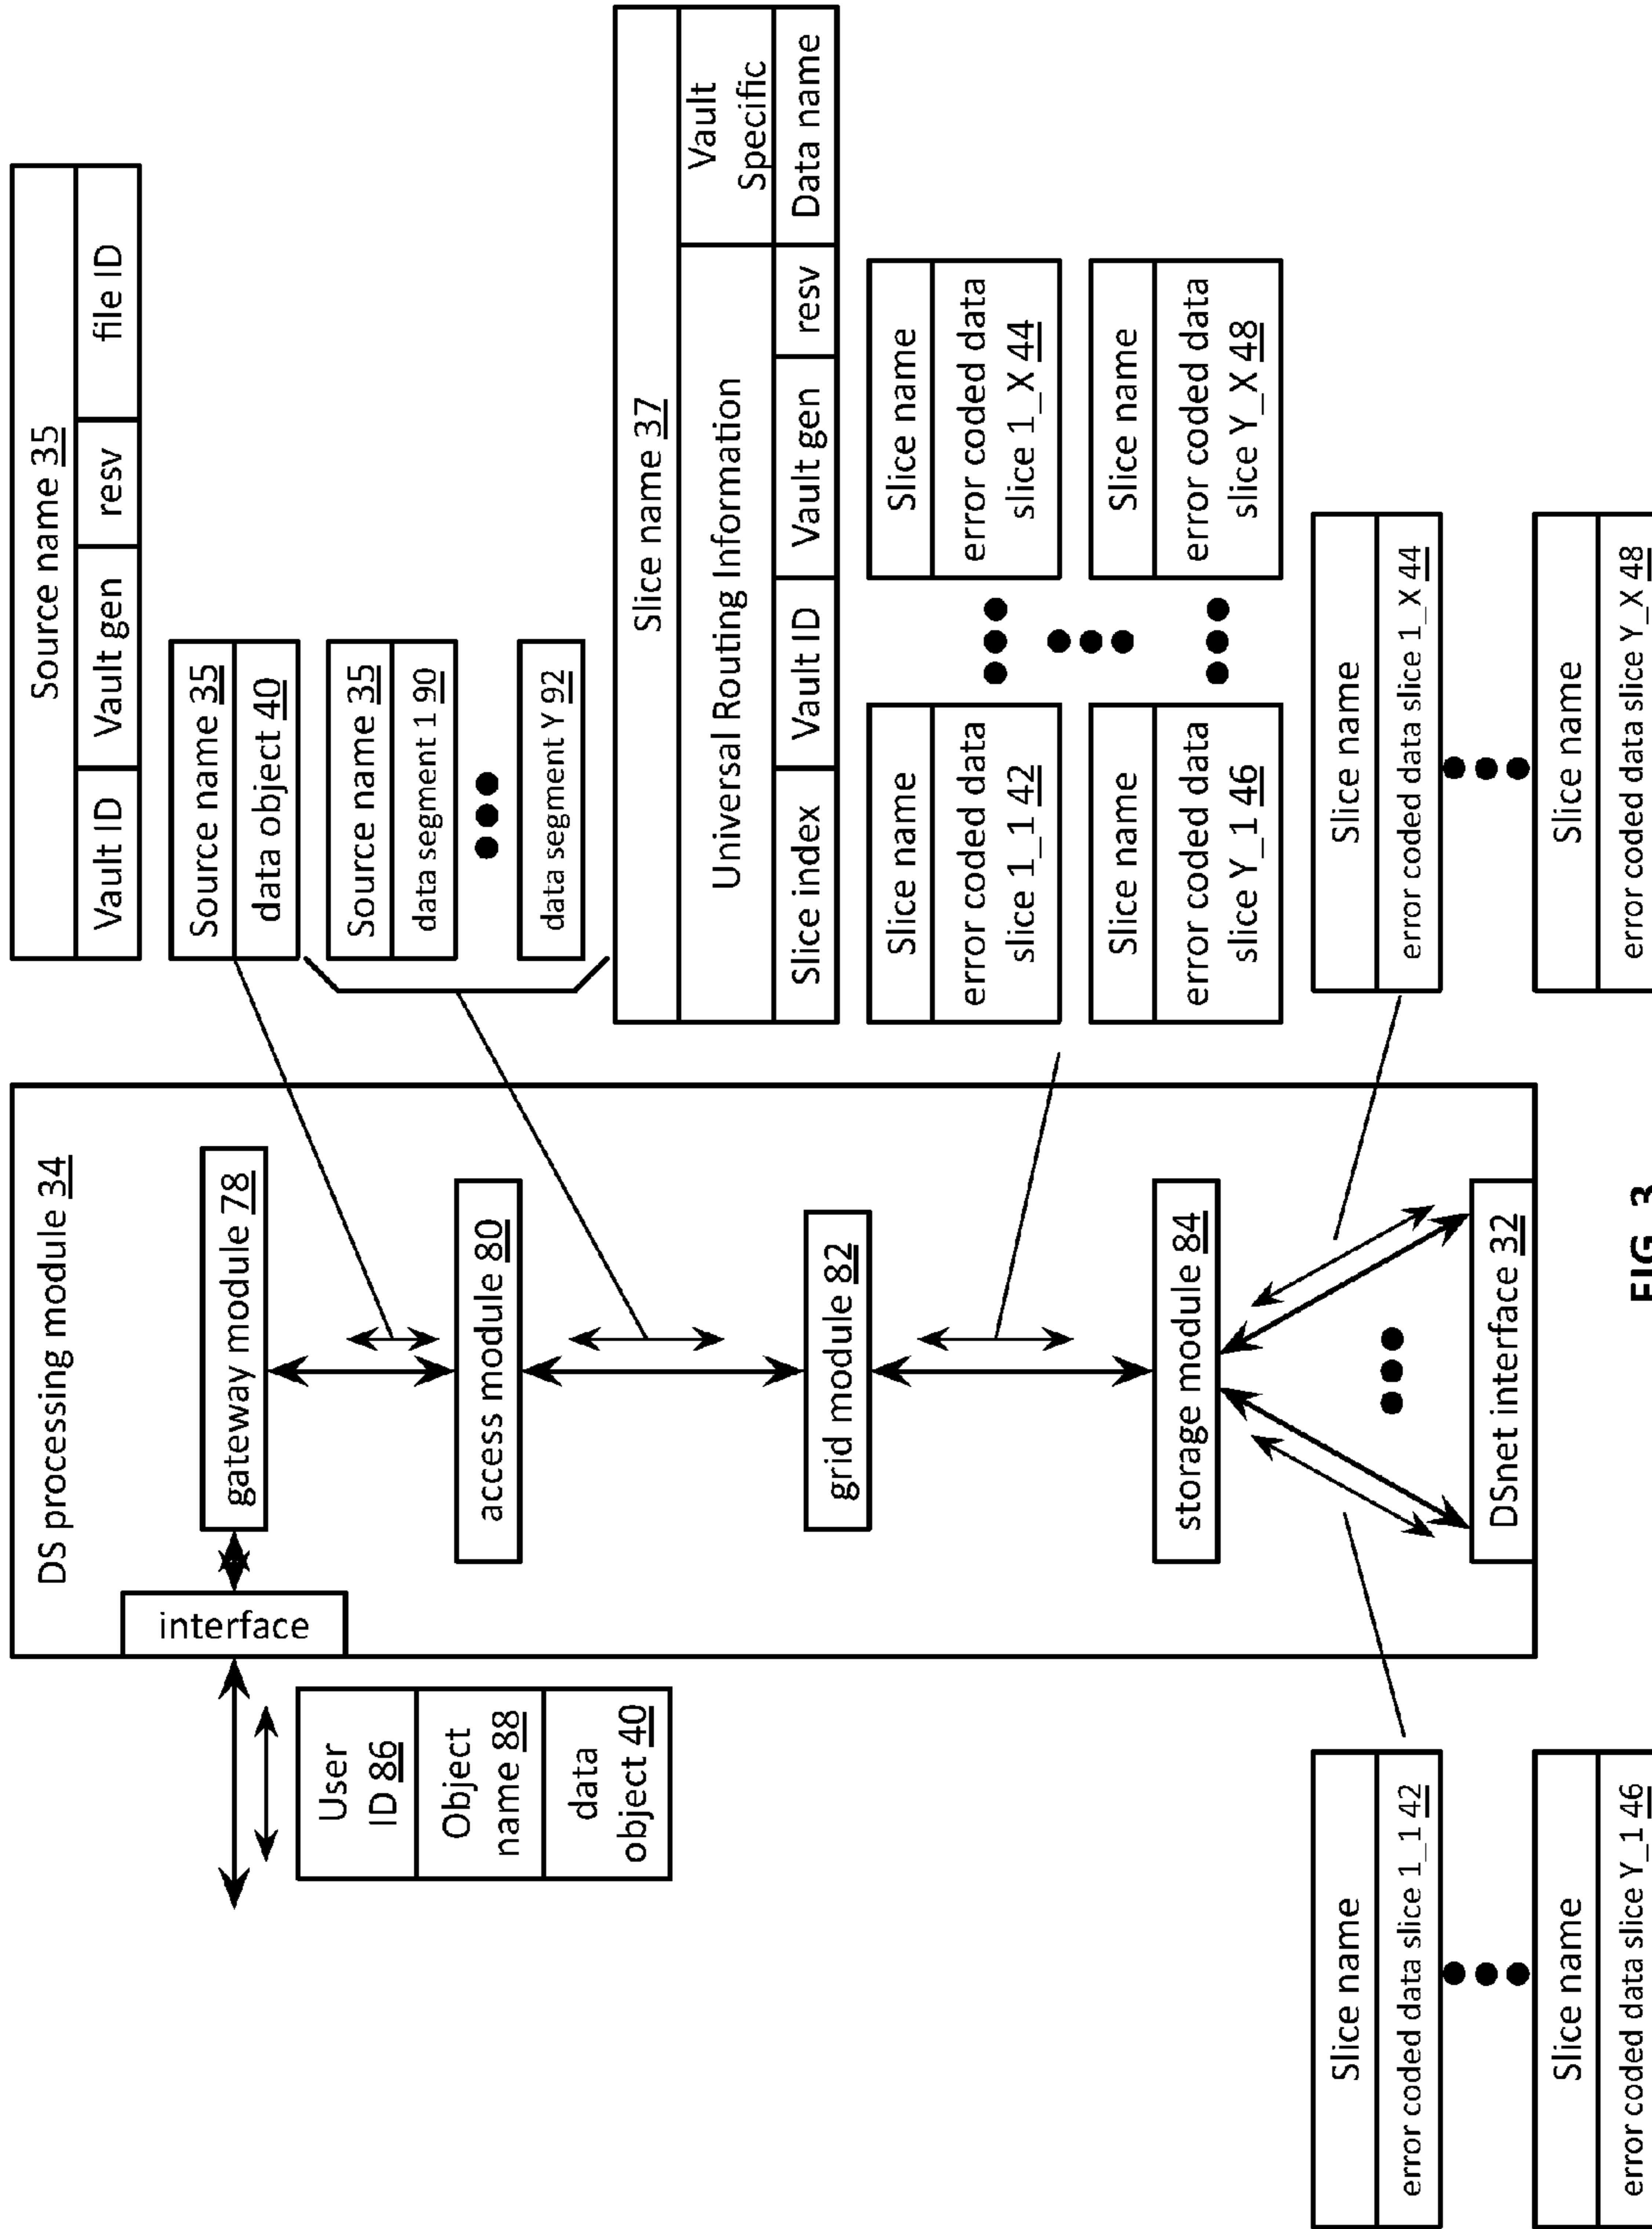 DS processing module 34
interface
gateway module 78
access module 80
grid module 82
storage module 84
DSnet interface 32
User
ID 86
Object
name 88
data
object 40
Source name 35
Vault ID
Vault gen
resv
file ID
Source name 35
data object 40
Source name 35
data segment 1 90
data segment Y 92
Slice name 37
Universal Routing Information
Vault
Specific
Slice index
Vault ID
Vault gen
resv
Data name
Slice name
error coded data
slice 1_1 42
Slice name
error coded data
slice 1_X 44
Slice name
error coded data
slice Y_1 46
Slice name
error coded data
slice Y_X 48
Slice name
error coded data slice 1_1 42
Slice name
error coded data slice Y_1 46
Slice name
error coded data slice 1_X 44
Slice name
error coded data slice Y_X 48
FIG. 3